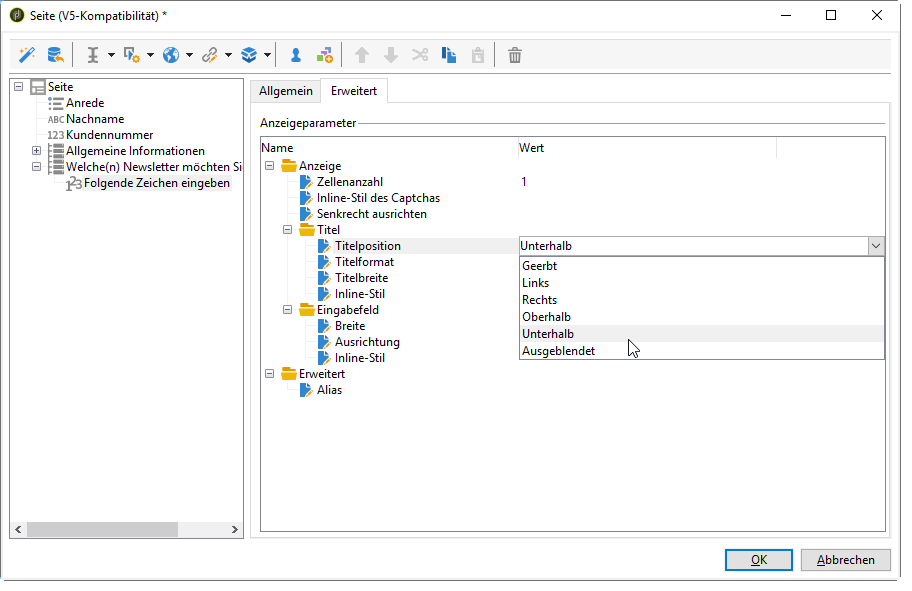 Seite (V5-Kompatibilität) *
Seite
Anrede
ABC Nachname
123 Kundennummer
Allgemeine Informationen
Welche(n) Newsletter möchten Si
123 Folgende Zeichen eingeben
Allgemein Erweitert
Anzeigeparameter
Name Wert
Anzeige
Zellenanzahl 1
Inline-Stil des Captchas
Senkrecht ausrichten
Titel
Titelposition Unterhalb
Titelformat
Titelbreite
Inline-Stil
Eingabefeld
Breite
Ausrichtung
Inline-Stil
Erweitert
Alias
Geerbt
Links
Rechts
Oberhalb
Unterhalb
Ausgeblendet
OK Abbrechen